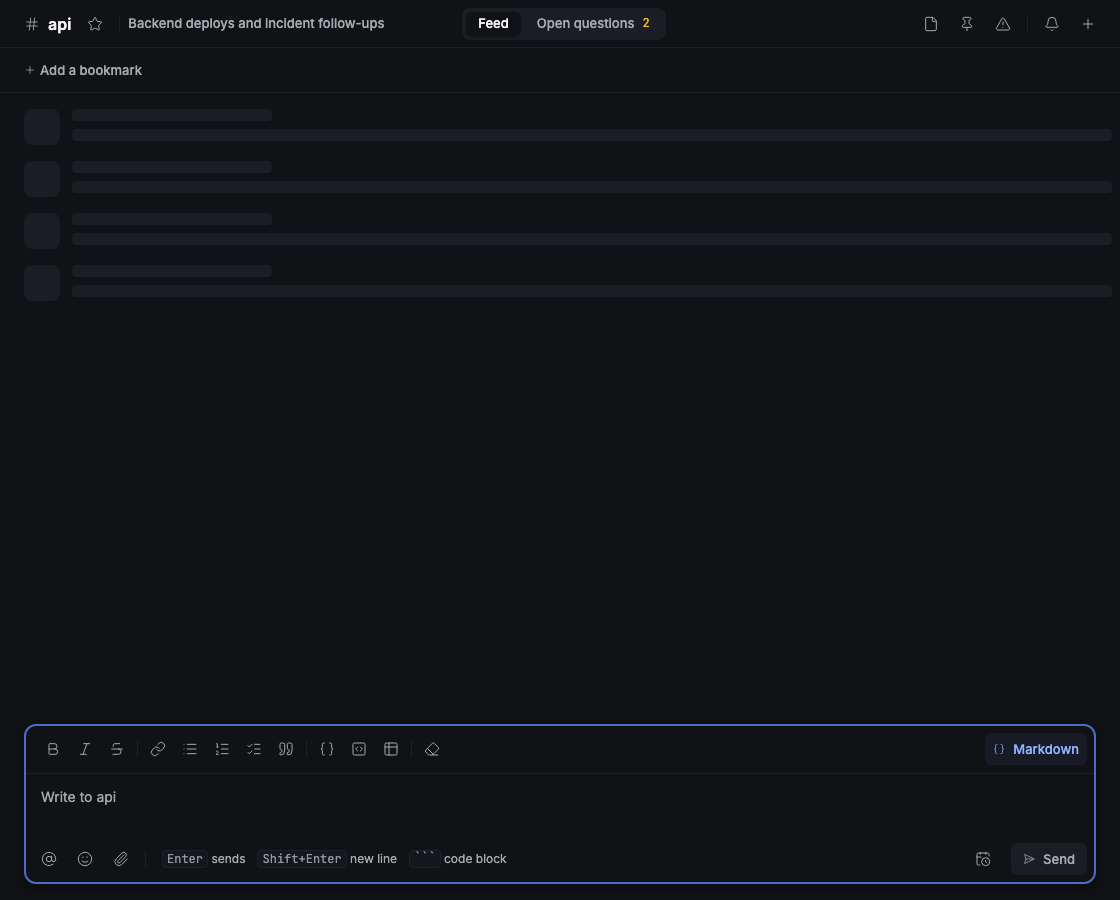 # api
Backend deploys and incident follow-ups
Feed
Open questions 2
+ Add a bookmark
Markdown
Write to api
Enter sends Shift+Enter new line ``` code block
Send